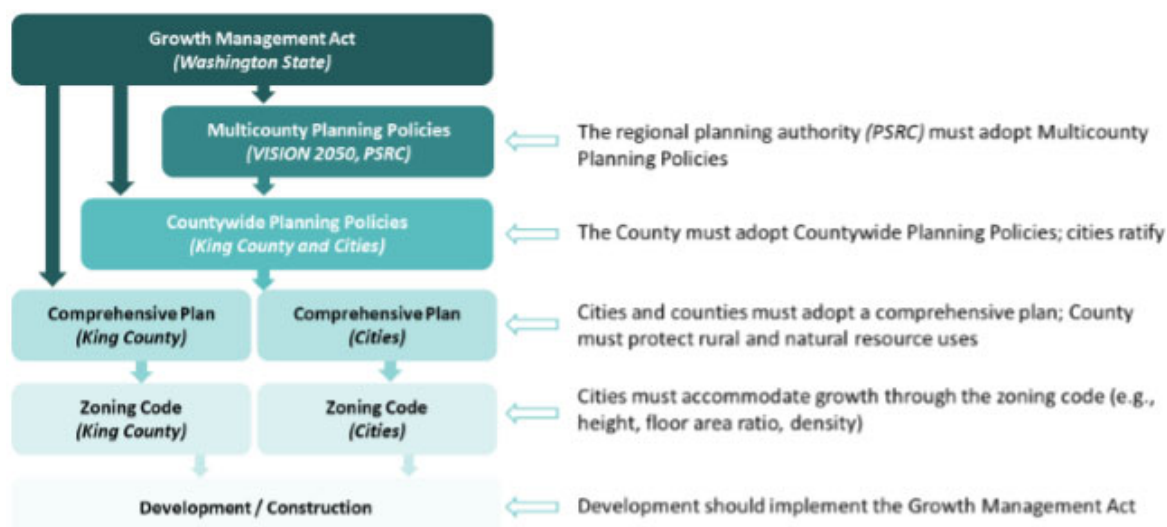 Growth Management Act
(Washington State)
Multicounty Planning Policies
(VISION 2050, PSRC)
The regional planning authority (PSRC) must adopt Multicounty
Planning Policies
Countywide Planning Policies
(King County and Cities)
The County must adopt Countywide Planning Policies; cities ratify
Comprehensive Plan
(King County)
Comprehensive Plan
(Cities)
Cities and counties must adopt a comprehensive plan; County
must protect rural and natural resource uses
Zoning Code
(King County)
Zoning Code
(Cities)
Cities must accommodate growth through the zoning code (e.g.,
height, floor area ratio, density)
Development / Construction
Development should implement the Growth Management Act